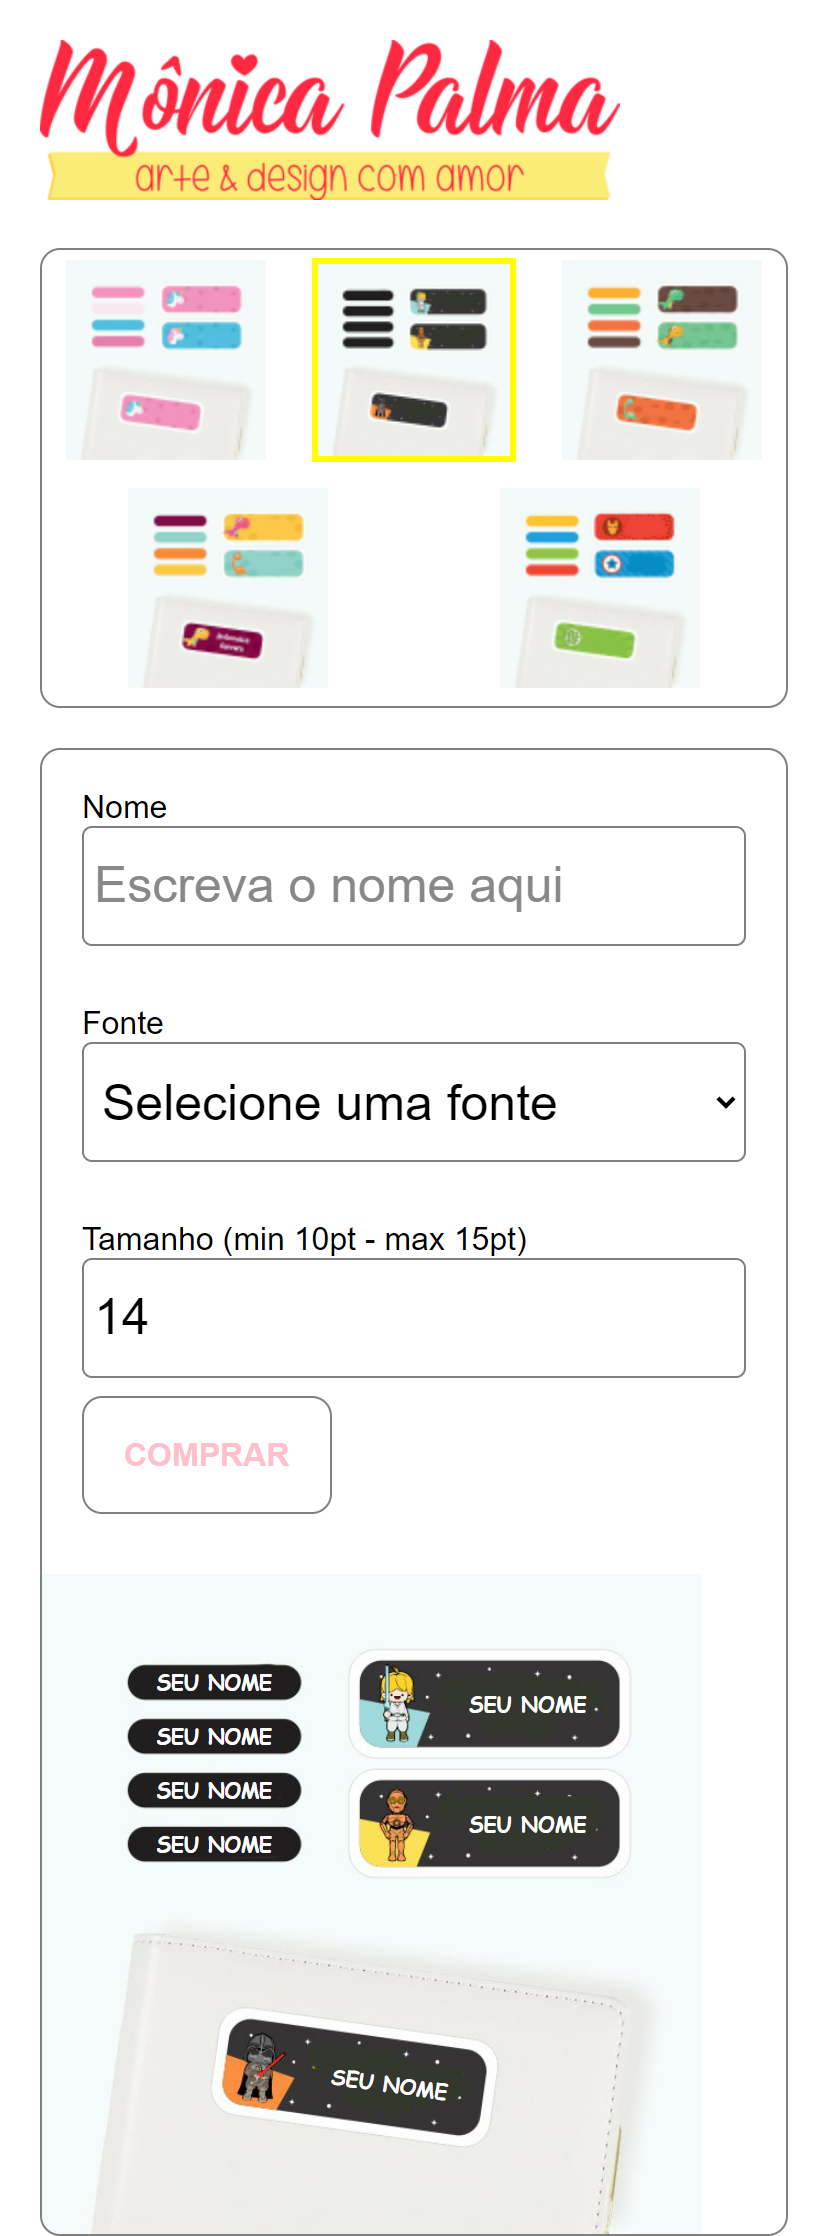 Mônica Palma
arte & design com amor
Nome
Escreva o nome aqui
Fonte
Selecione uma fonte
Tamanho (min 10pt - max 15pt)
14
COMPRAR
SEU NOME
SEU NOME
SEU NOME
SEU NOME
SEU NOME
SEU NOME
SEU NOME